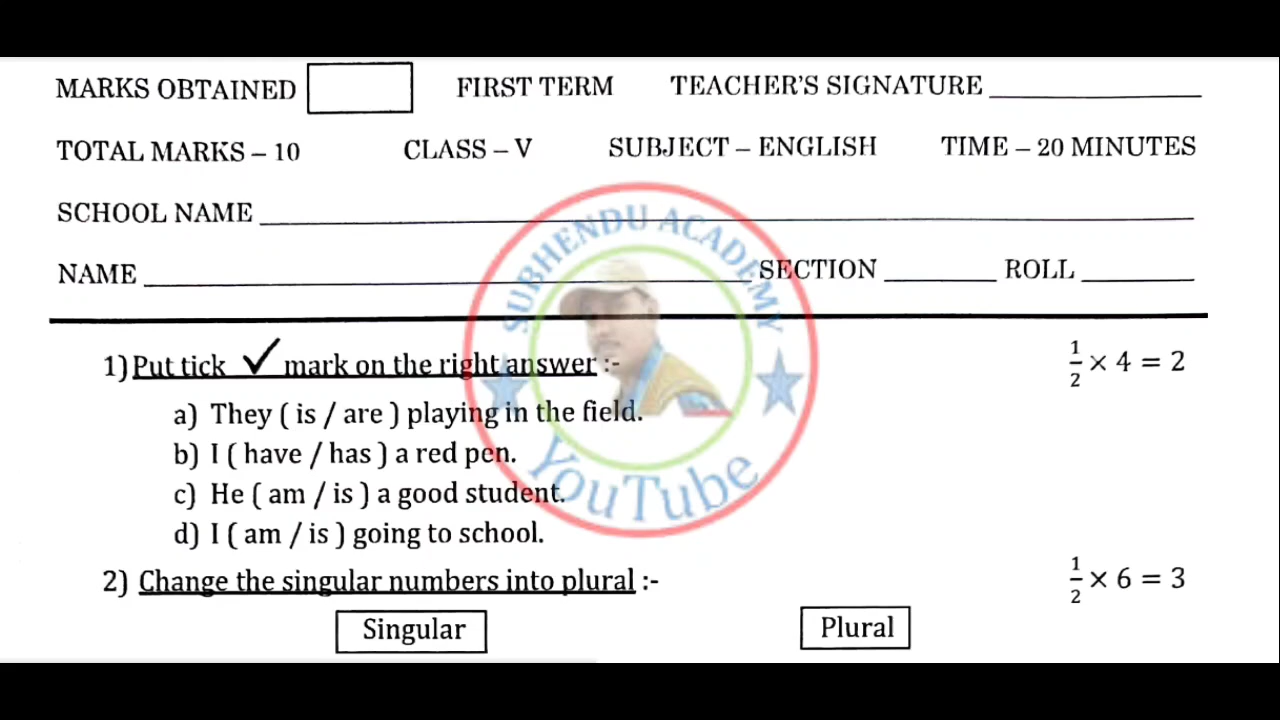 MARKS OBTAINED FIRST TERM TEACHER'S SIGNATURE
TOTAL MARKS – 10 CLASS – V SUBJECT – ENGLISH TIME – 20 MINUTES
SCHOOL NAME
NAME SECTION ROLL
SUBHENDU ACADEMY
YouTube
1) Put tick ✓ mark on the right answer :- 1/2 × 4 = 2
a) They ( is / are ) playing in the field.
b) I ( have / has ) a red pen.
c) He ( am / is ) a good student.
d) I ( am / is ) going to school.
2) Change the singular numbers into plural :- 1/2 × 6 = 3
Singular Plural